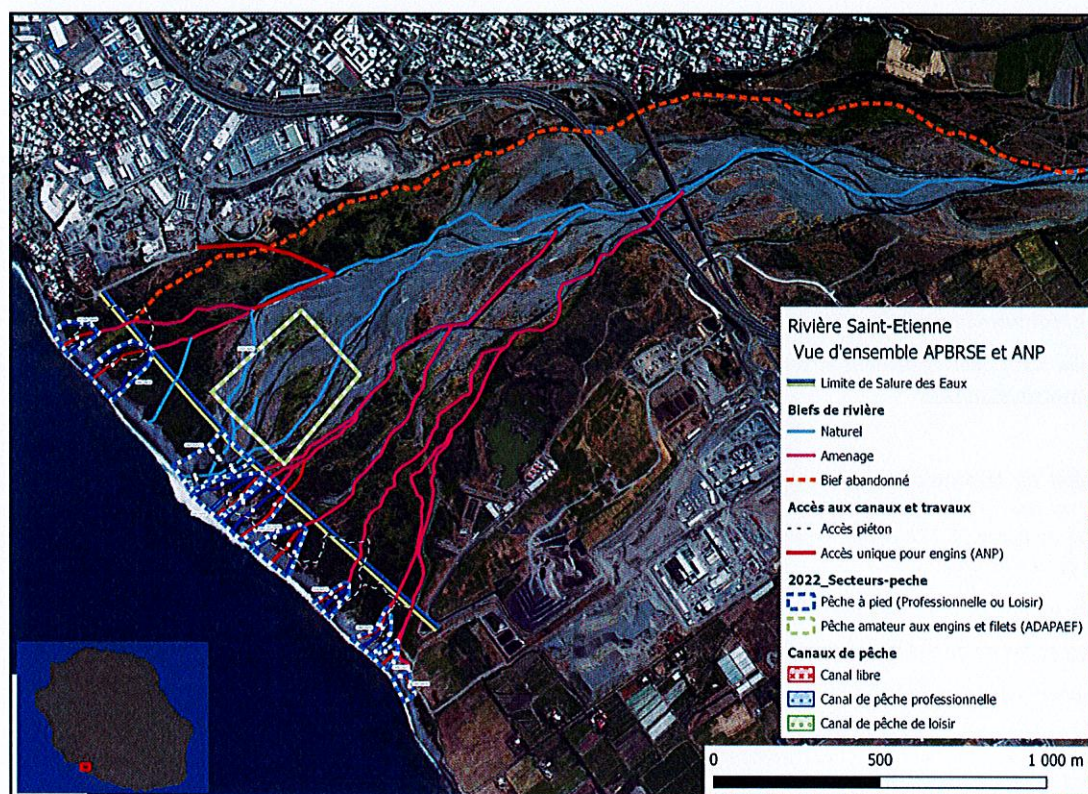 Rivière Saint-Etienne
Vue d'ensemble APBRSE et ANP
Limite de Salure des Eaux
Biefs de rivière
Naturel
Amenage
Bief abandonné
Accès aux canaux et travaux
Accès piéton
Accès unique pour engins (ANP)
2022_Secteurs-peche
Pêche à pied (Professionnelle ou Loisir)
Pêche amateur aux engins et filets (ADAPAEF)
Canaux de pêche
Canal libre
Canal de pêche professionnelle
Canal de pêche de loisir
0 500 1 000 m